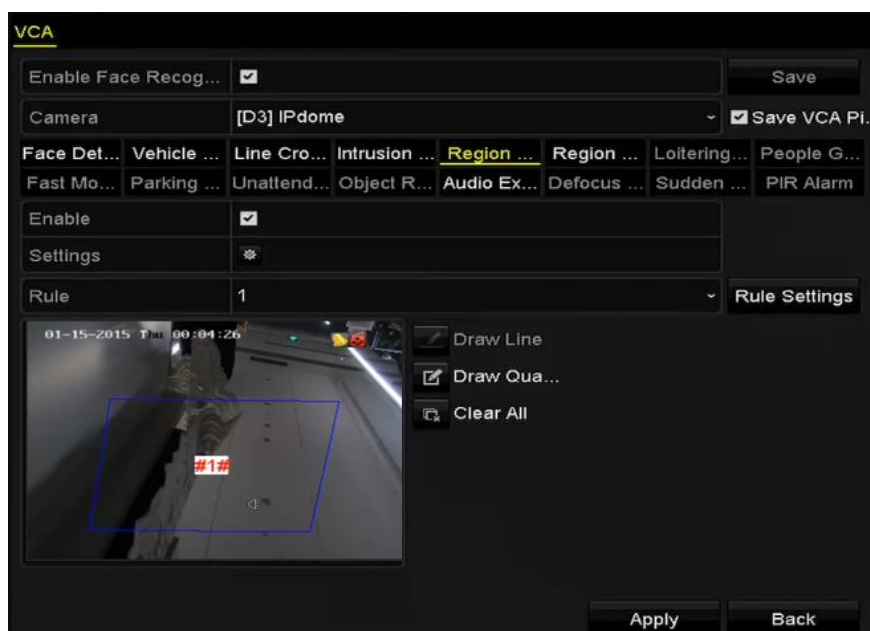 VCA
Enable Face Recog... Save
Camera [D3] IPdome Save VCA Pi.
Face Det... Vehicle ... Line Cro... Intrusion ... Region ... Region ... Loitering... People G...
Fast Mo... Parking ... Unattend... Object R... Audio Ex... Defocus ... Sudden ... PIR Alarm
Enable
Settings
Rule 1 Rule Settings
01-15-2015 Thu 00:04:26
Draw Line
Draw Qua...
Clear All
#1#
Apply Back